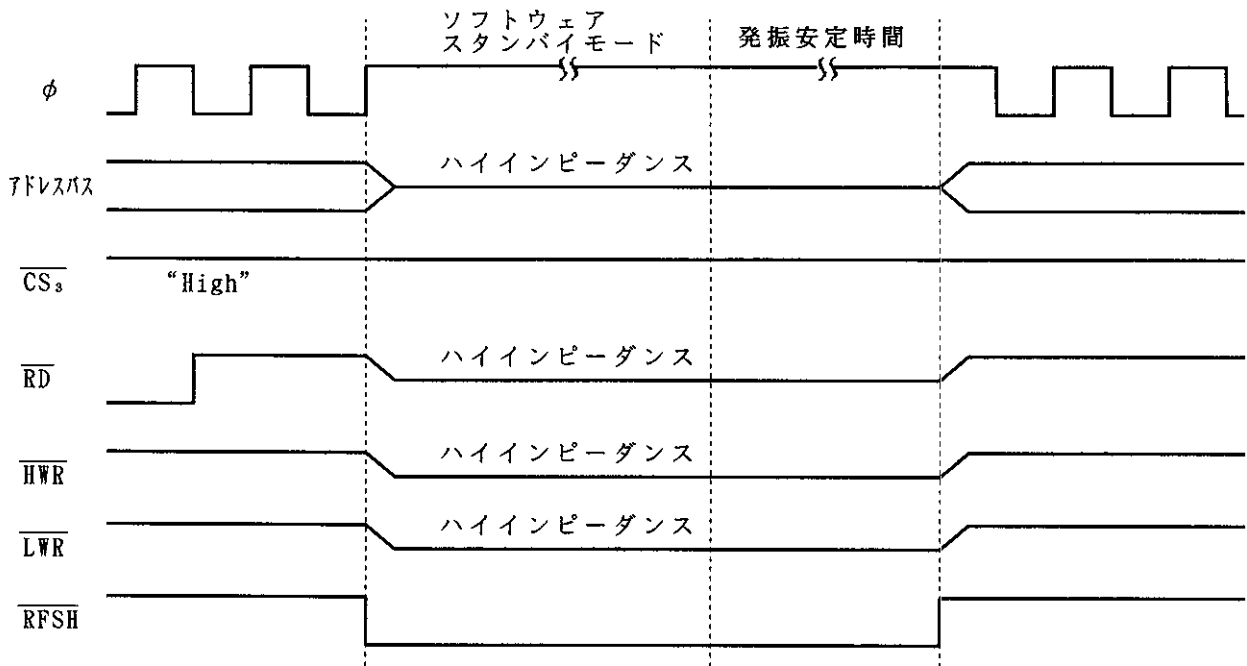 ソフトウェア
スタンバイモード
発振安定時間
φ
アドレスバス
ハイインピーダンス
CS₃
“High”
RD
ハイインピーダンス
HWR
ハイインピーダンス
LWR
ハイインピーダンス
RFSH